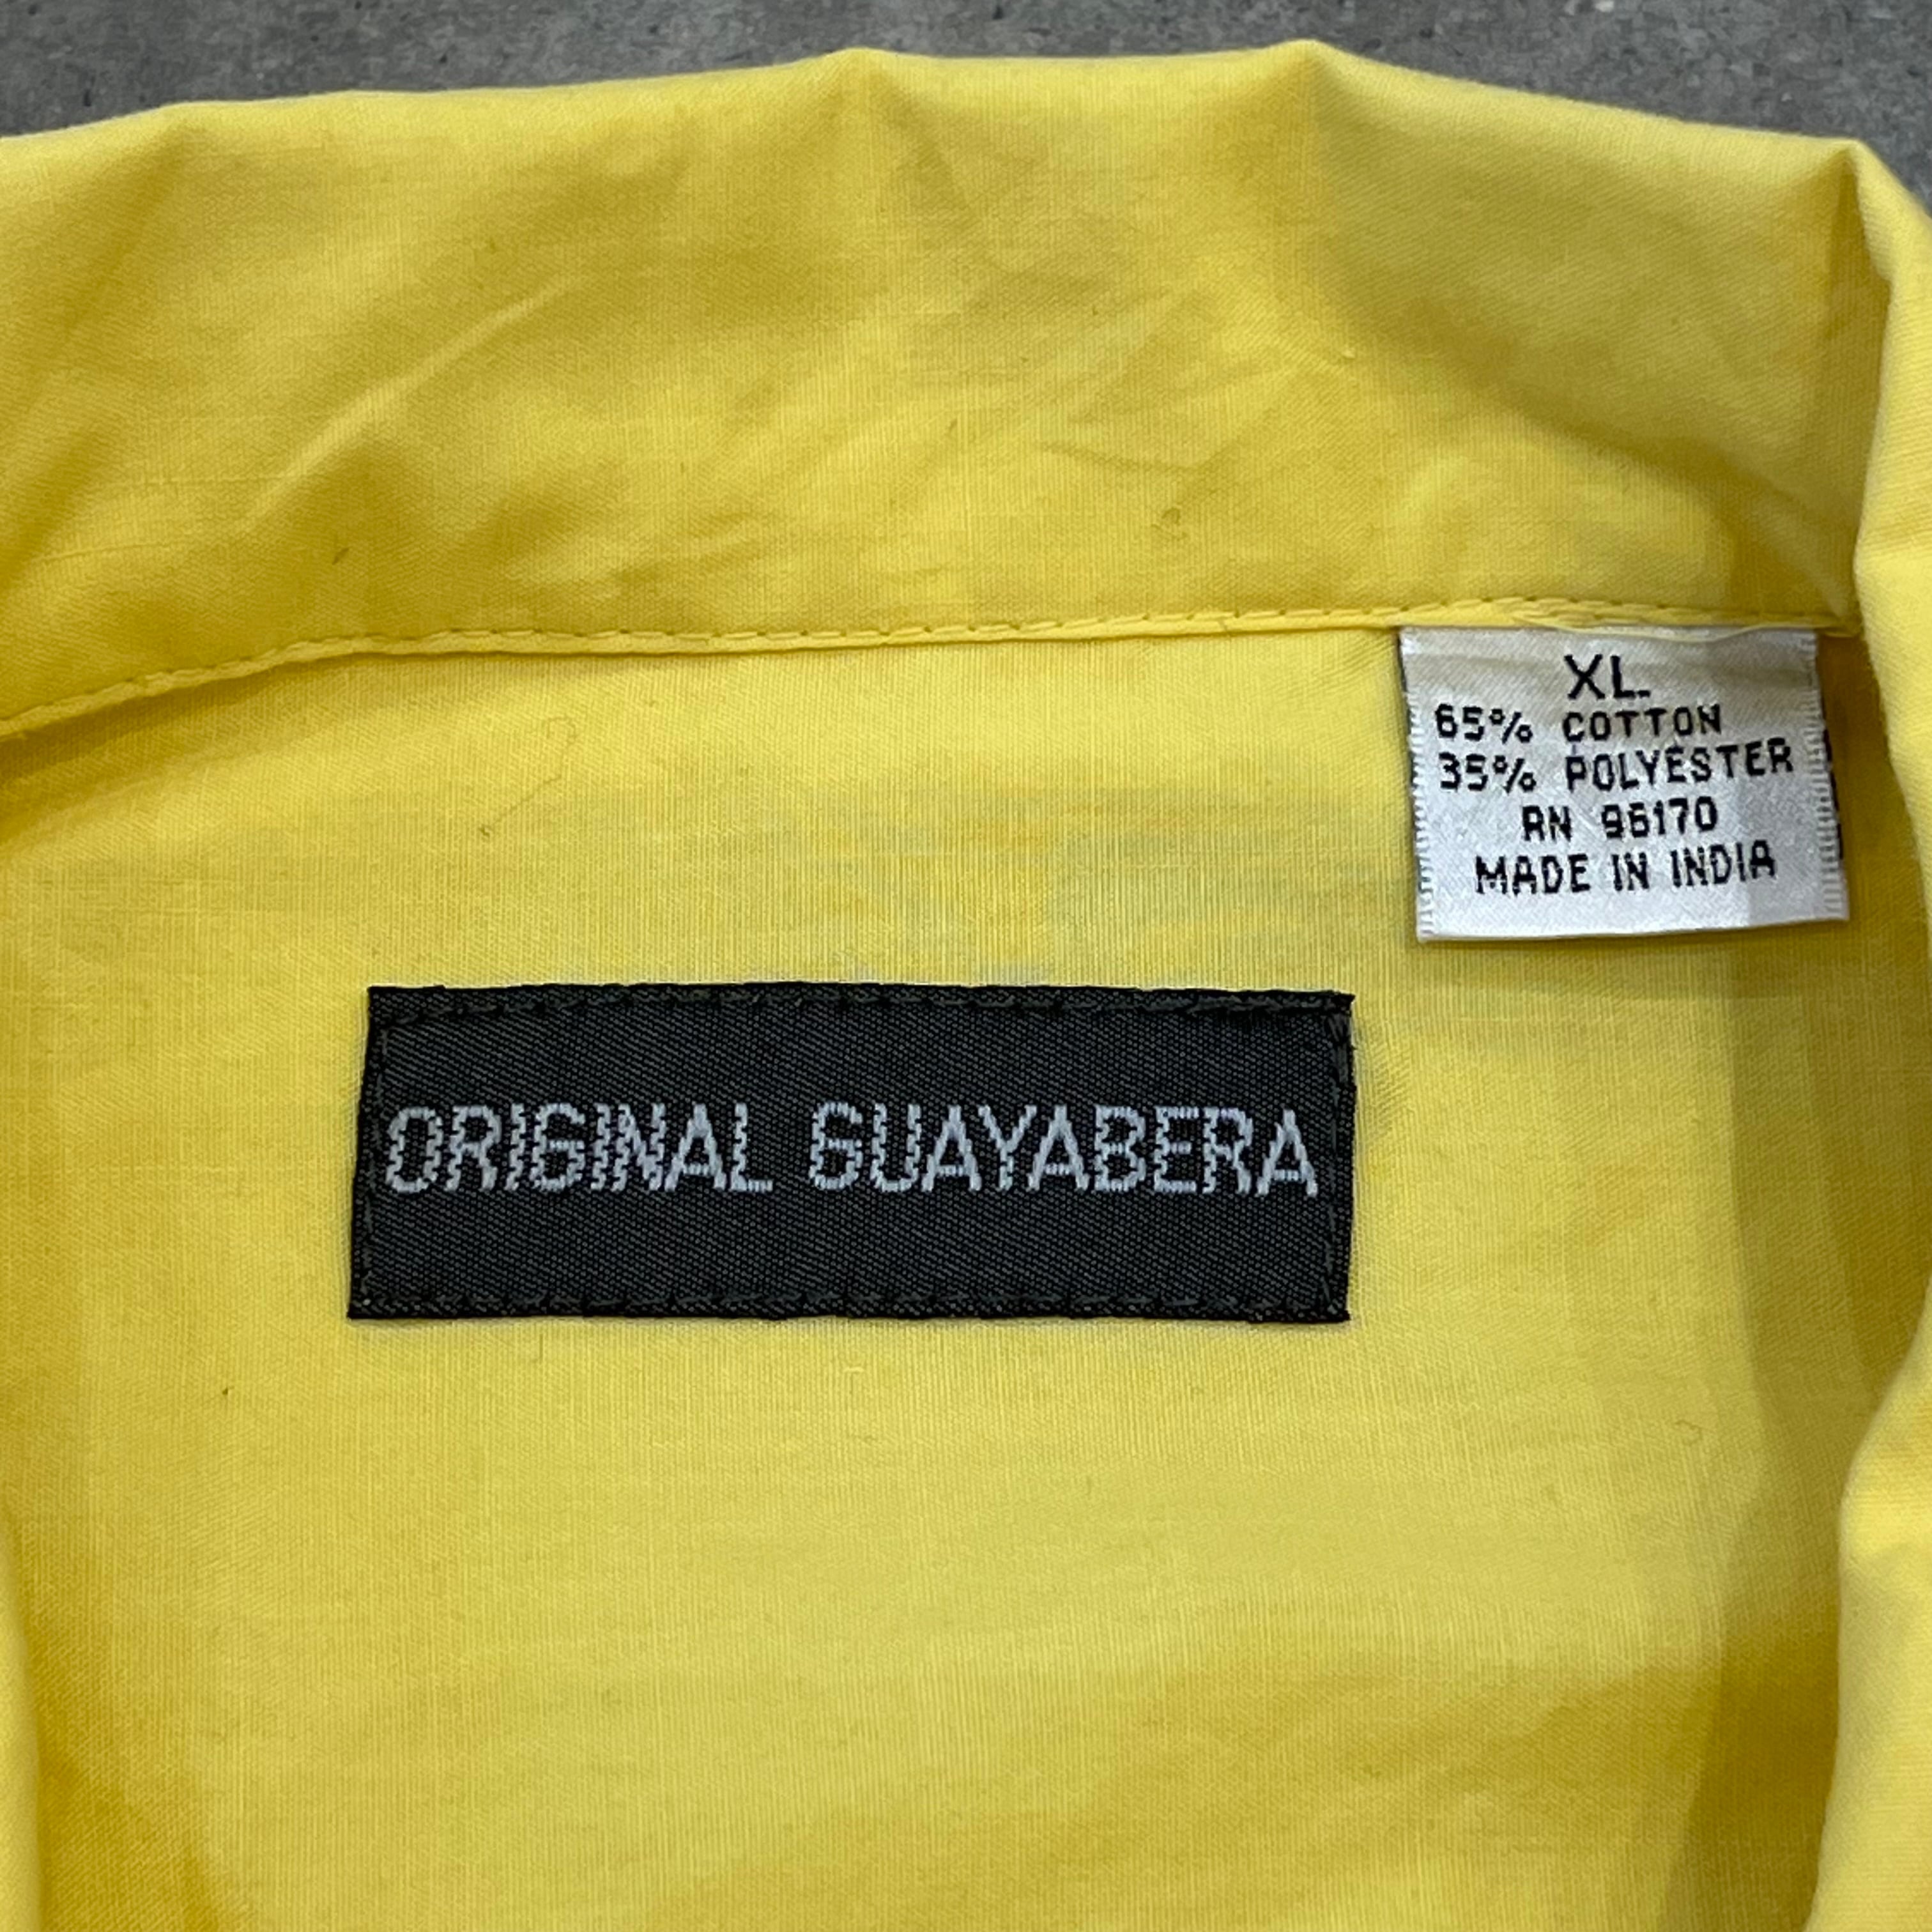 XL
65% COTTON
35% POLYESTER
RN 96170
MADE IN INDIA
ORIGINAL GUAYABERA